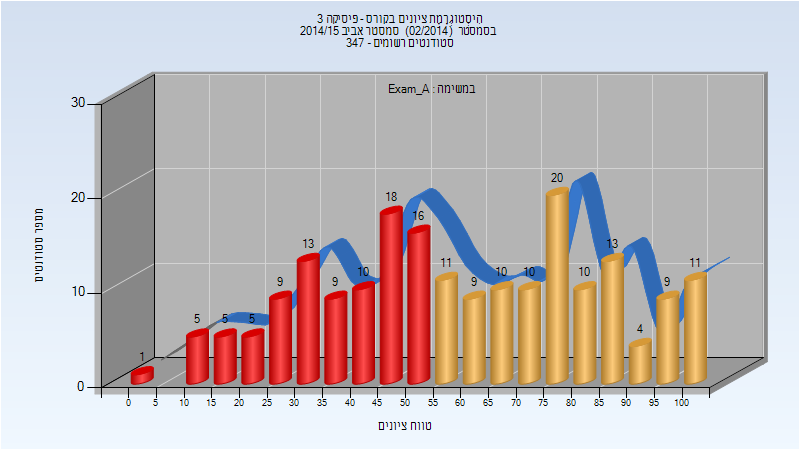 היסטוגרמת ציונים בקורס - פיסיקה 3
בסמסטר (02/2014) סמסטר אביב 2014/15
סטודנטים רשומים - 347
במשימה : Exam_A
מספר סטודנטים
30
20
10
0
1 5 5 5 9 13 9 10 18 16 11 9 10 10 20 10 13 4 9 11
0 5 10 15 20 25 30 35 40 45 50 55 60 65 70 75 80 85 90 95 100
טווח ציונים